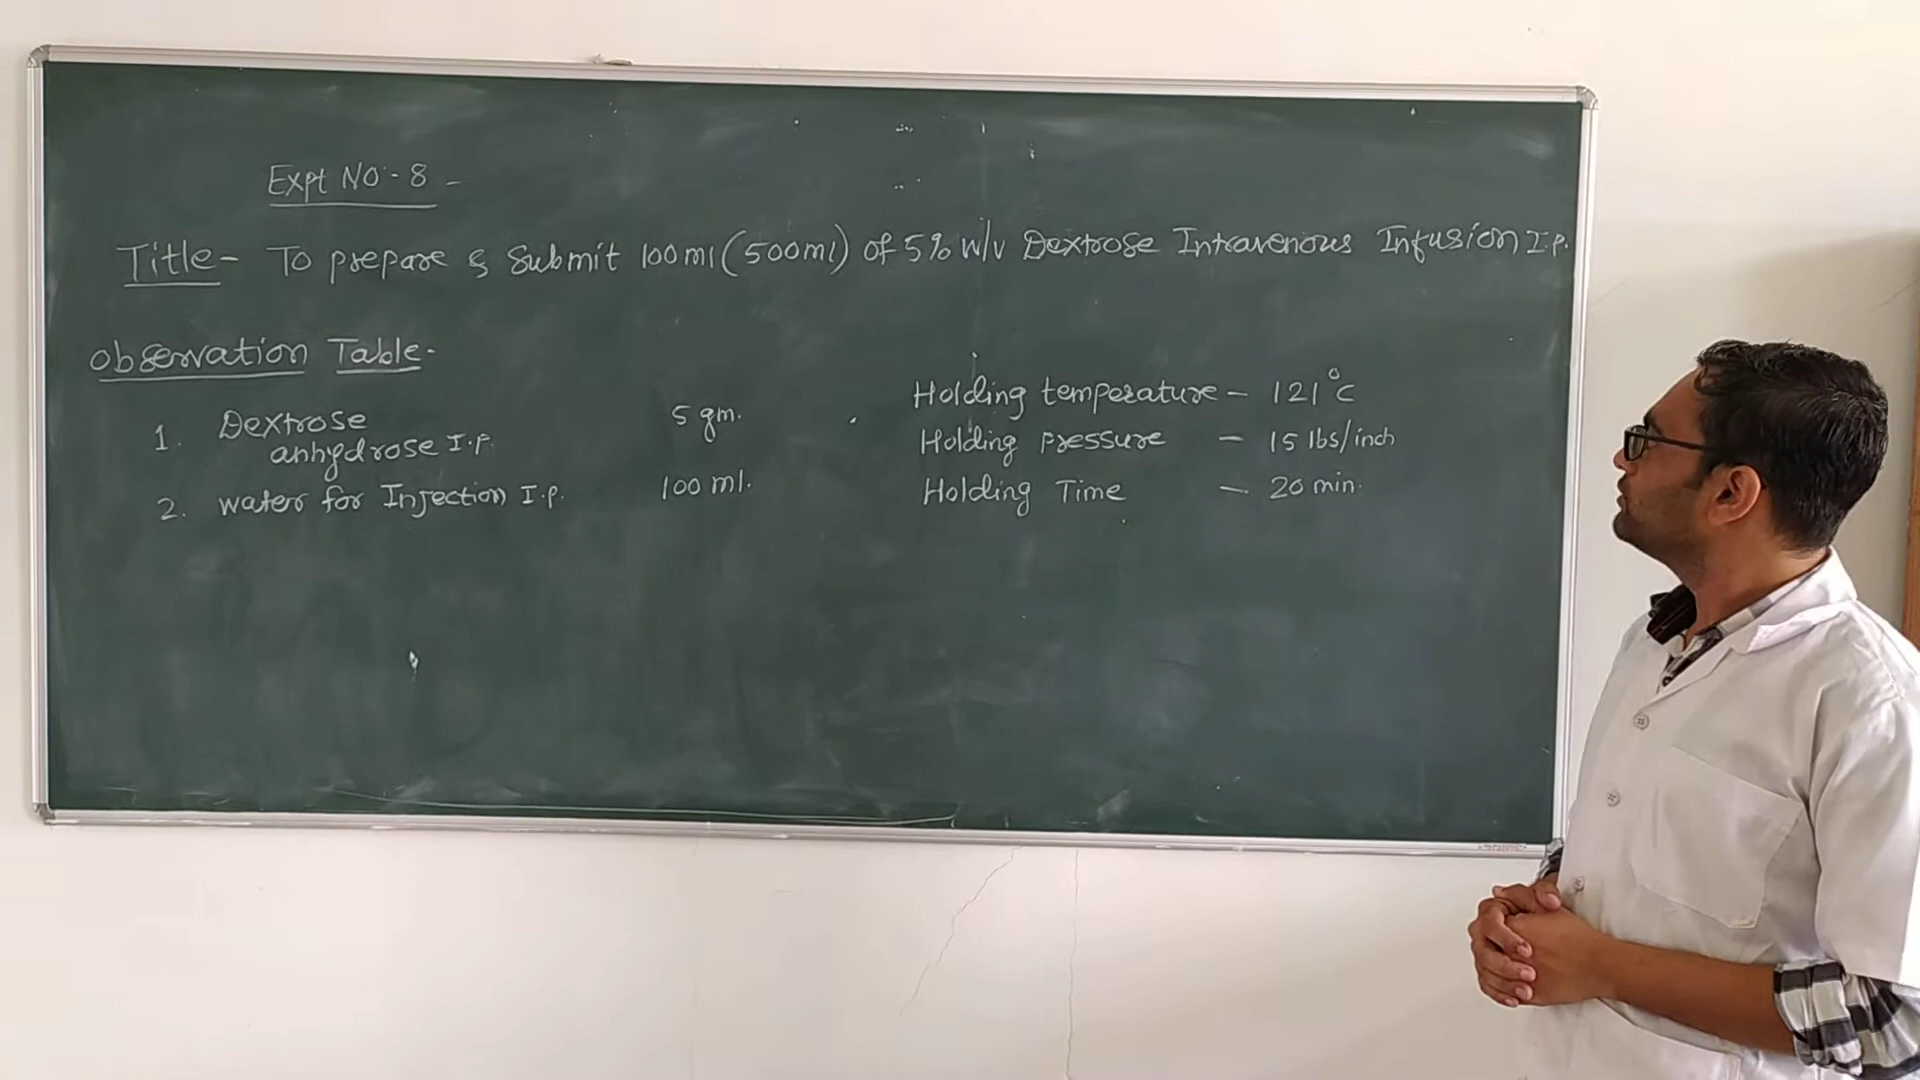 Expt No:- 8 -
Title- To prepare & Submit 100ml (500ml) of 5% w/v Dextrose Intravenous Infusion I.P.
Observation Table-
1. Dextrose anhydrose I.P. 5 gm.
2. water for Injection I.P. 100 ml.
Holding temperature - 121°C
Holding Pressure - 15 lbs/inch
Holding Time - 20 min.